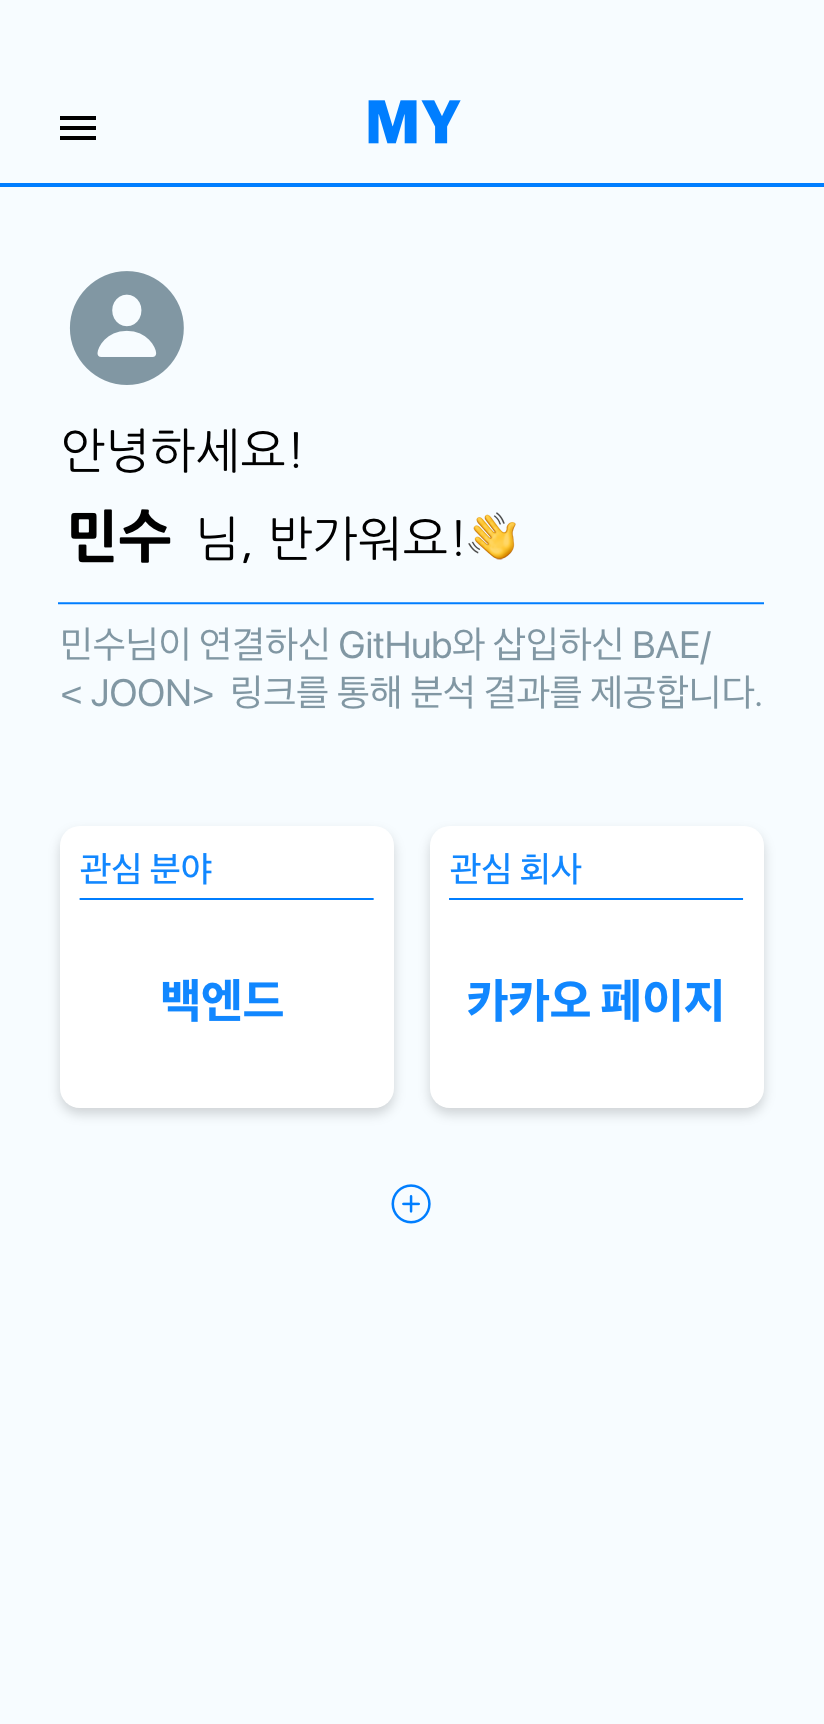 MY
안녕하세요!
민수 님, 반가워요!👋
민수님이 연결하신 GitHub와 삽입하신 BAE/
< JOON> 링크를 통해 분석 결과를 제공합니다.
관심 분야
백엔드
관심 회사
카카오 페이지